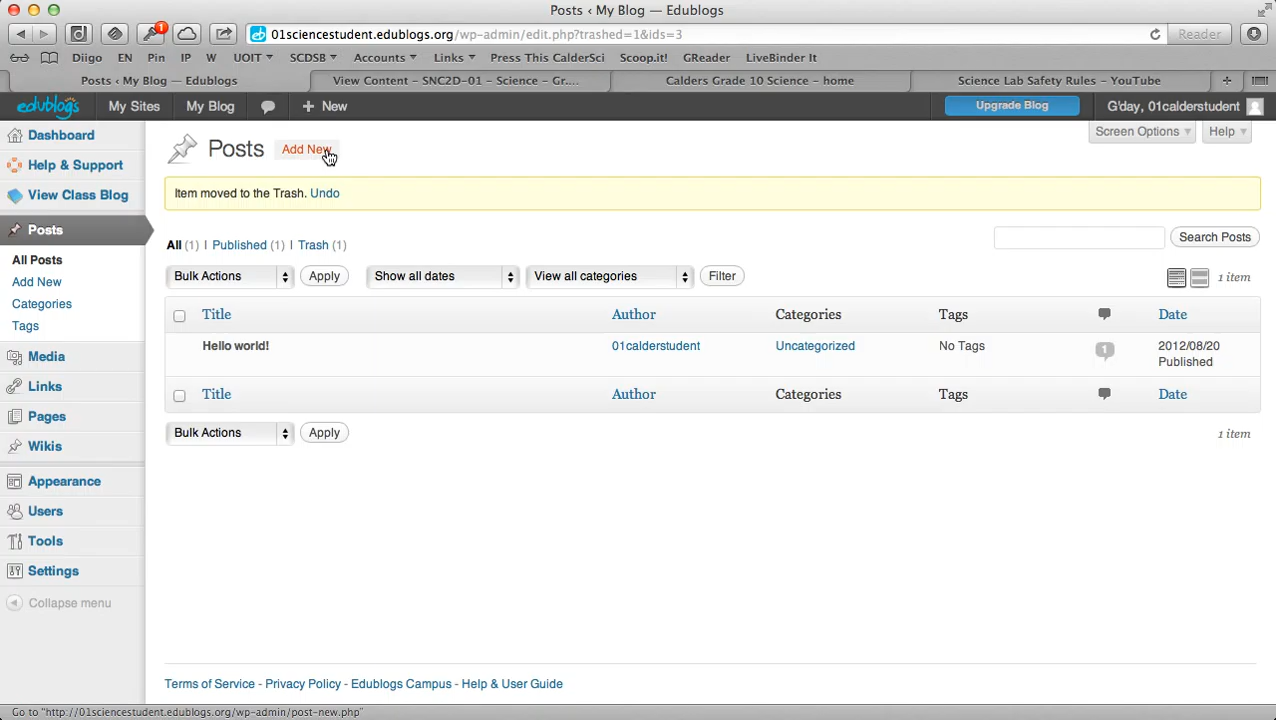 Posts ‹ My Blog — Edublogs
01sciencestudent.edublogs.org/wp-admin/edit.php?trashed=1&ids=3
Reader
Diigo EN Pin IP W UOIT SCDSB Accounts Links Press This CalderSci Scoop.it! GReader LiveBinder It
Posts ‹ My Blog — Edublogs
View Content – SNC2D–01 – Science – Gr....
Calders Grade 10 Science – home
Science Lab Safety Rules – YouTube
edublogs My Sites My Blog + New Upgrade Blog G'day, 01calderstudent
Dashboard
Help & Support
View Class Blog
Posts
All Posts
Add New
Categories
Tags
Media
Links
Pages
Wikis
Appearance
Users
Tools
Settings
Collapse menu
Screen Options Help
Posts Add New
Item moved to the Trash. Undo
All (1) | Published (1) | Trash (1)
Search Posts
Bulk Actions Apply Show all dates View all categories Filter 1 item
Title Author Categories Tags Date
Hello world! 01calderstudent Uncategorized No Tags 1 2012/08/20
Published
Title Author Categories Tags Date
Bulk Actions Apply 1 item
Terms of Service - Privacy Policy - Edublogs Campus - Help & User Guide
Go to "http://01sciencestudent.edublogs.org/wp-admin/post-new.php"